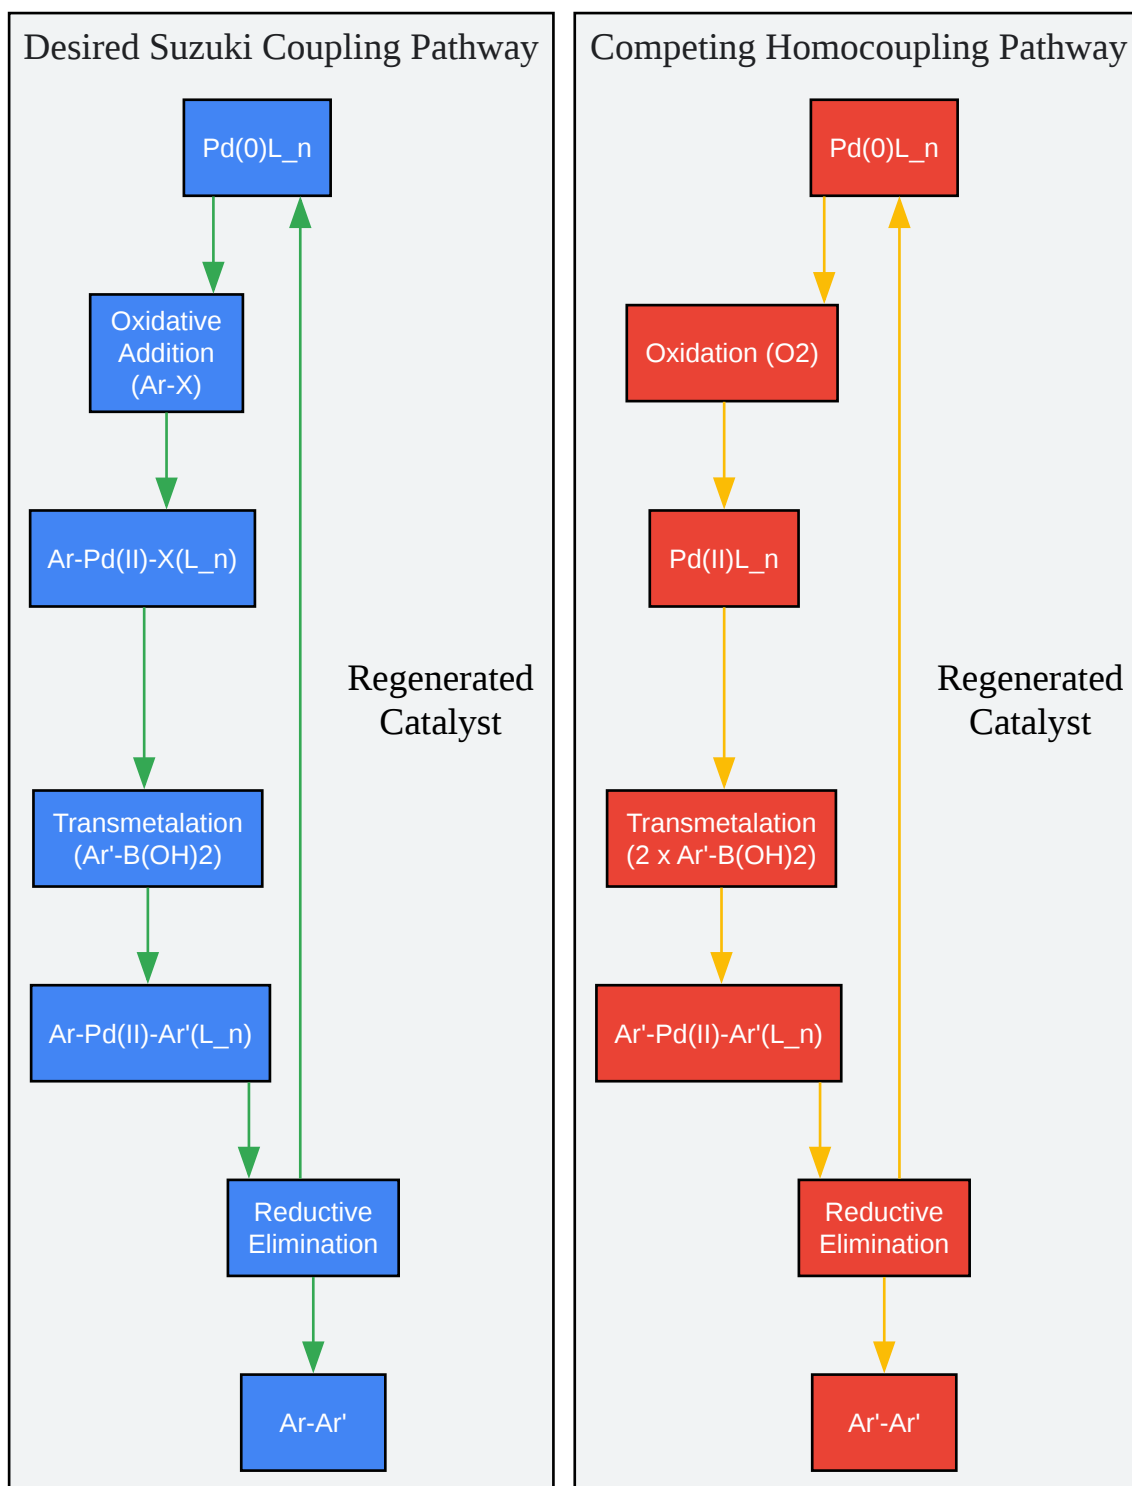 Desired Suzuki Coupling Pathway
Pd(0)L_n
Oxidative
Addition
(Ar-X)
Ar-Pd(II)-X(L_n)
Regenerated
Catalyst
Transmetalation
(Ar'-B(OH)2)
Ar-Pd(II)-Ar'(L_n)
Reductive
Elimination
Ar-Ar'
Competing Homocoupling Pathway
Pd(0)L_n
Oxidation (O2)
Pd(II)L_n
Regenerated
Catalyst
Transmetalation
(2 x Ar'-B(OH)2)
Ar'-Pd(II)-Ar'(L_n)
Reductive
Elimination
Ar'-Ar'